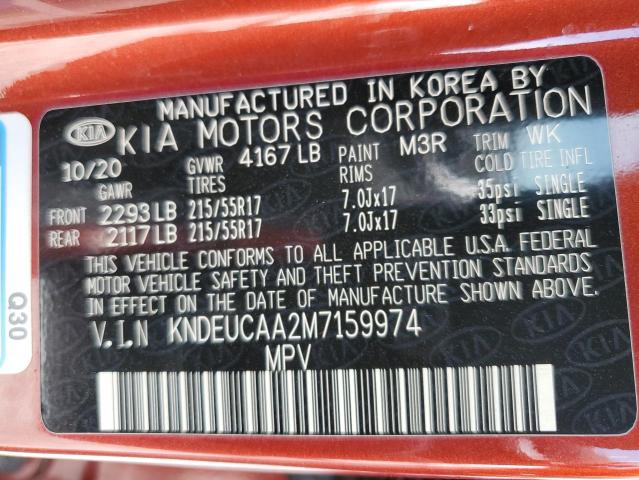 MANUFACTURED IN KOREA BY
KIA KIA MOTORS CORPORATION
10/20 GVWR 4167 LB PAINT M3R TRIM WK
GAWR TIRES RIMS COLD TIRE INFL
FRONT 2293 LB 215/55R17 7.0Jx17 35psi SINGLE
REAR 2117 LB 215/55R17 7.0Jx17 33psi SINGLE
THIS VEHICLE CONFORMS TO ALL APPLICABLE U.S.A. FEDERAL
MOTOR VEHICLE SAFETY AND THEFT PREVENTION STANDARDS
IN EFFECT ON THE DATE OF MANUFACTURE SHOWN ABOVE.
V.I.N KNDEUCAA2M7159974
MPV
Q30